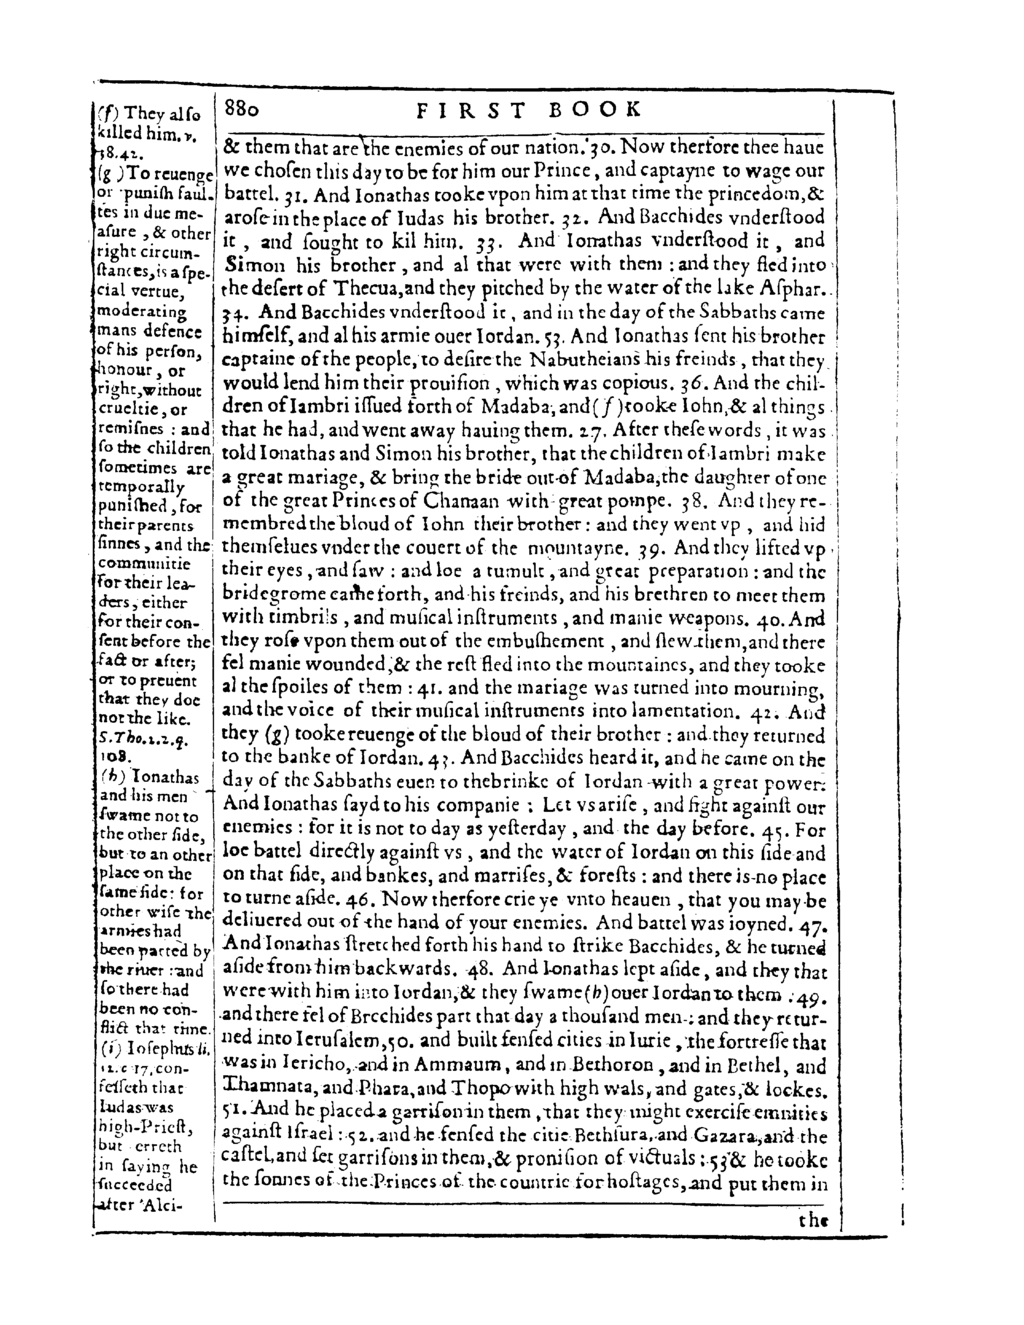 880 FIRST BOOK
(f) They alſo
killed him. v.
38.42.
(g) To reuenge
or puniſh faul-
tes in due me-
aſure, & other
right circum-
ſtances, is a ſpe-
cial vertue,
moderating
mans defence
of his perſon,
honour, or
right, without
crueltie, or
remiſnes : and
ſo the children
ſometimes are
temporally
puniſhed, for
their parents
ſinnes, and the
communitie
for their lea-
ders, either
for their con-
ſent before the
fact or after;
or to preuent
that they doe
not the like.
S. Tho. 1.2. q.
108.
(h) Ionathas
and his men
ſwame not to
the other ſide,
but to an other
place on the
ſame ſide: for
other wiſe the
armies had
been parted by
the riuer : and
ſo there had
been no con-
flict that time.
(i) Ioſephus li.
12. c 17, con-
feſſeth that
Iudas was
high-Prieſt,
but erreth
in ſaying he
ſucceeded
after Alci-
& them that are the enemies of our nation. 30. Now therfore thee haue
we choſen this day to be for him our Prince, and captayne to wage our
battel. 31. And Ionathas tooke vpon him at that time the princedom, &
aroſe in the place of Iudas his brother. 32. And Bacchides vnderſtood
it, and ſought to kil him. 33. And Ionathas vnderſtood it, and
Simon his brother, and al that were with them : and they fled into
the deſert of Thecua, and they pitched by the water of the lake Aſphar.
34. And Bacchides vnderſtood it, and in the day of the Sabbaths came
himſelf, and al his armie ouer Iordan. 53. And Ionathas ſent his brother
captaine of the people, to deſire the Nabutheians his freinds, that they
would lend him their prouiſion, which was copious. 36. And the chil-
dren of Iambri iſſued forth of Madaba, and (f) tooke Iohn, & al things
that he had, and went away hauing them. 27. After theſe words, it was
told Ionathas and Simon his brother, that the children of Iambri make
a great mariage, & bring the bride out of Madaba, the daughter of one
of the great Princes of Chanaan with great pompe. 38. And they re-
membred the bloud of Iohn their brother : and they went vp, and hid
themſelues vnder the couert of the mountayne. 39. And they lifted vp
their eyes, and ſaw : and loe a tumult, and great preparation : and the
bridegrome came forth, and his freinds, and his brethren to meet them
with timbrils, and muſical inſtruments, and manie weapons. 40. And
they roſe vpon them out of the embuſhement, and ſlew them, and there
fel manie wounded, & the reſt fled into the mountaines, and they tooke
al the ſpoiles of them : 41. and the mariage was turned into mourning,
and the voice of their muſical inſtruments into lamentation. 42. And
they (g) tooke reuenge of the bloud of their brother : and they returned
to the banke of Iordan. 43. And Bacchides heard it, and he came on the
day of the Sabbaths euen to the brinke of Iordan with a great power.
And Ionathas ſayd to his companie : Let vs ariſe, and fight againſt our
enemies : for it is not to day as yeſterday, and the day before. 45. For
loe battel directly againſt vs, and the water of Iordan on this ſide and
on that ſide, and bankes, and marriſes, & foreſts : and there is no place
to turne aſide. 46. Now therfore crie ye vnto heauen, that you may be
deliuered out of the hand of your enemies. And battel was ioyned. 47.
And Ionathas ſtretched forth his hand to ſtrike Bacchides, & he turned
aſide from him backwards. 48. And Ionathas lept aſide, and they that
were with him into Iordan, & they ſwame (h) ouer Iordan to them : 49.
and there fel of Brcchides part that day a thouſand men : and they retur-
ned into Ieruſalem, 50. and built fenſed cities in Iurie, the fortreſſe that
was in Iericho, and in Ammaum, and in Bethoron, and in Bethel, and
Thamnata, and Phara, and Thopo with high wals, and gates, & lockes.
51. And he placed a garriſon in them, that they might exerciſe emnities
againſt Iſrael : 52. and he fenſed the citie Bethſura, and Gazara, and the
caſtel, and ſet garriſons in them, & prouiſion of victuals : 53 & he tooke
the ſonnes of the Princes of the countrie for hoſtages, and put them in
the